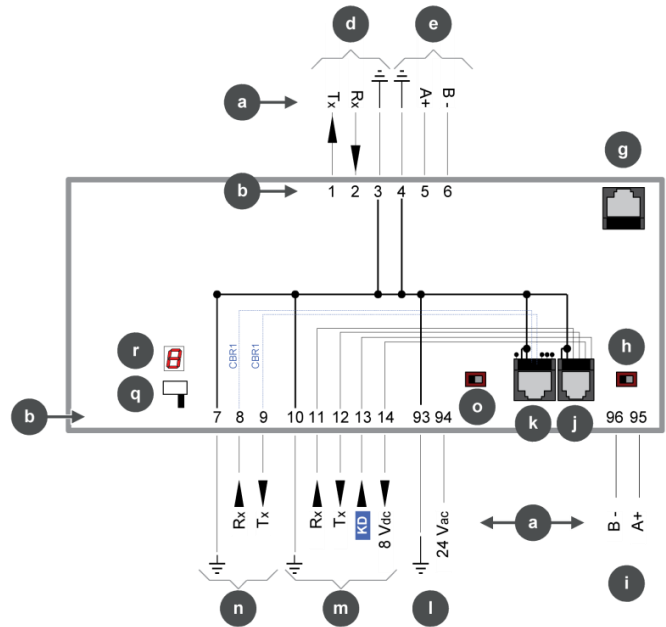 d e
a Tx Rx A+ B -
g
b 1 2 3 4 5 6
r 8 CBR1 CBR1 h
q o k j
b 7 8 9 10 11 12 13 14 93 94 96 95
Rx Tx Rx Tx KD 8 Vdc 24 Vac a B - A+
n m l i